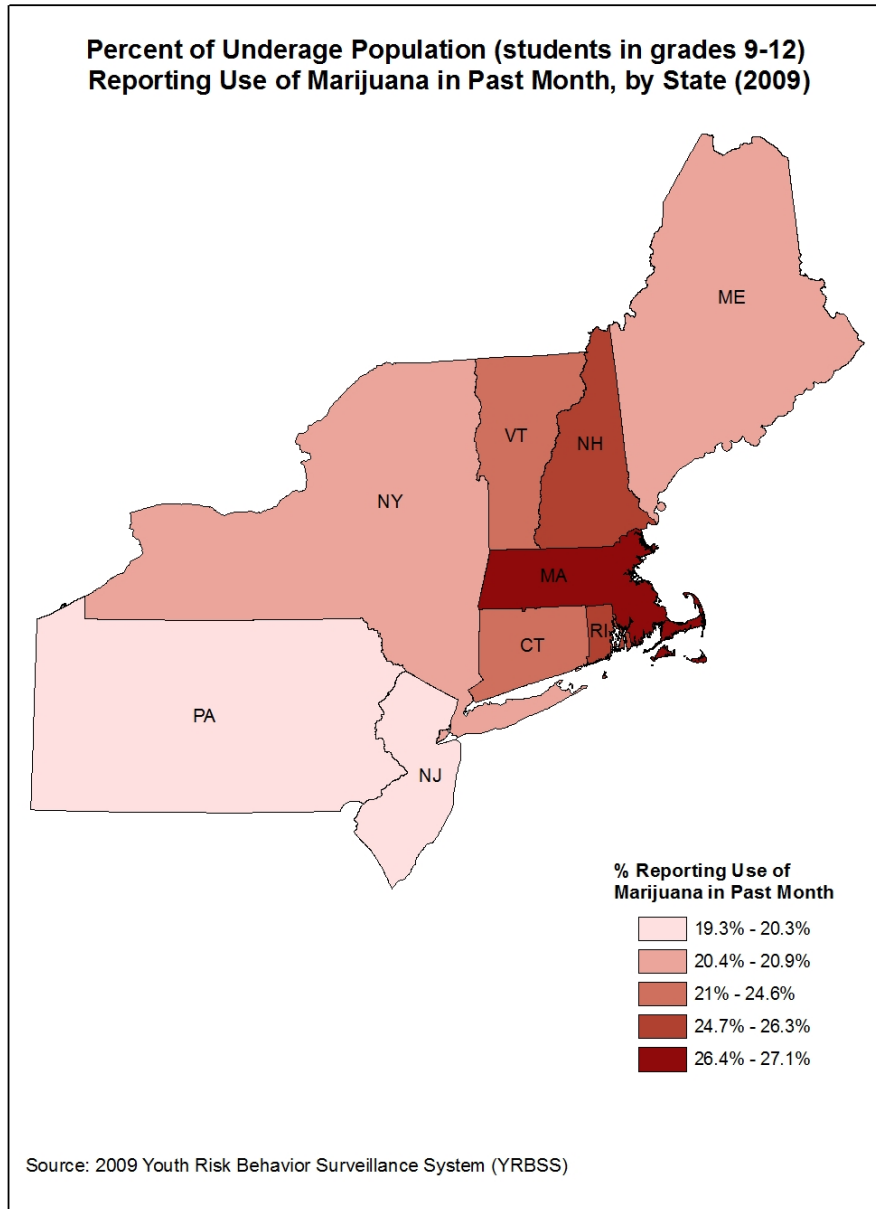 Percent of Underage Population (students in grades 9-12)
Reporting Use of Marijuana in Past Month, by State (2009)
ME
VT
NH
NY
MA
CT
RI
PA
NJ
% Reporting Use of
Marijuana in Past Month
19.3% - 20.3%
20.4% - 20.9%
21% - 24.6%
24.7% - 26.3%
26.4% - 27.1%
Source: 2009 Youth Risk Behavior Surveillance System (YRBSS)